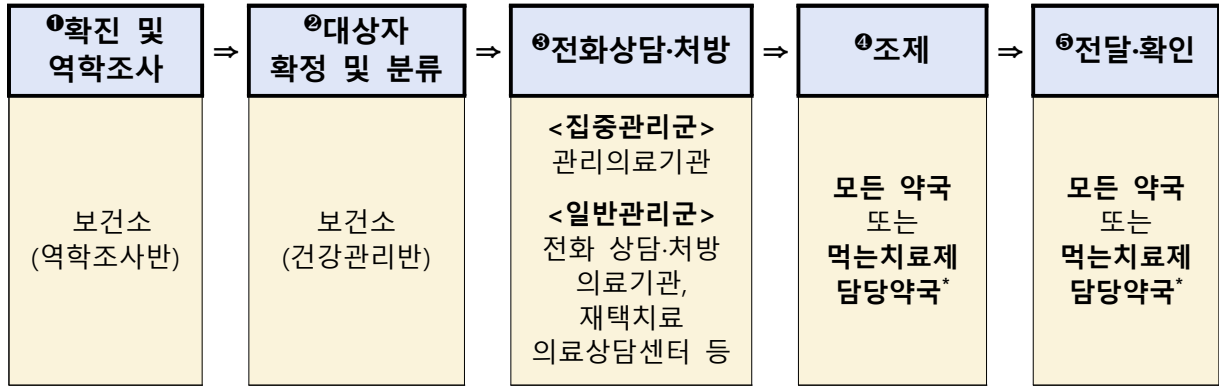 ❶확진 및
역학조사
⇒
❷대상자
확정 및 분류
⇒
❸전화상담·처방
⇒
❹조제
⇒
❺전달·확인
보건소
(역학조사반)
보건소
(건강관리반)
<집중관리군>
관리의료기관
<일반관리군>
전화 상담·처방
의료기관,
재택치료
의료상담센터 등
모든 약국
또는
먹는치료제
담당약국*
모든 약국
또는
먹는치료제
담당약국*